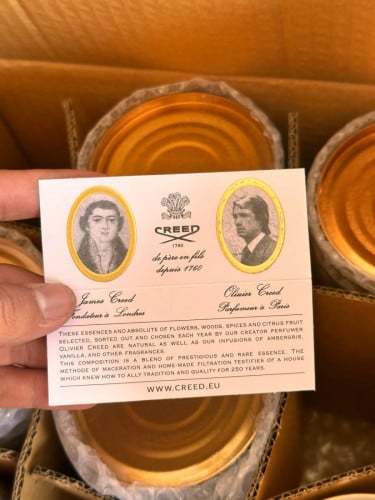 CREED
1760
de père en fils
depuis 1760
James Creed
Fondateur à Londres
Olivier Creed
Parfumeur à Paris
THESE ESSENCES AND ABSOLUTE OF FLOWERS, WOODS, SPICES AND CITRUS FRUIT
SELECTED, SORTED OUT AND CHOSEN EACH YEAR BY OUR CREATOR PERFUMER
OLIVIER CREED ARE NATURAL AS WELL AS OUR INFUSIONS OF AMBERGRIS,
VANILLA, AND OTHER FRAGRANCES.
THIS COMPOSITION IS A BLEND OF PRESTIGIOUS AND RARE ESSENCE. THE
METHODE OF MACERATION AND HOME-MADE FILTRATION TESTIFIES OF A HOUSE
WHICH KNEW HOW TO ALLY TRADITION AND QUALITY FOR 250 YEARS.
WWW.CREED.EU